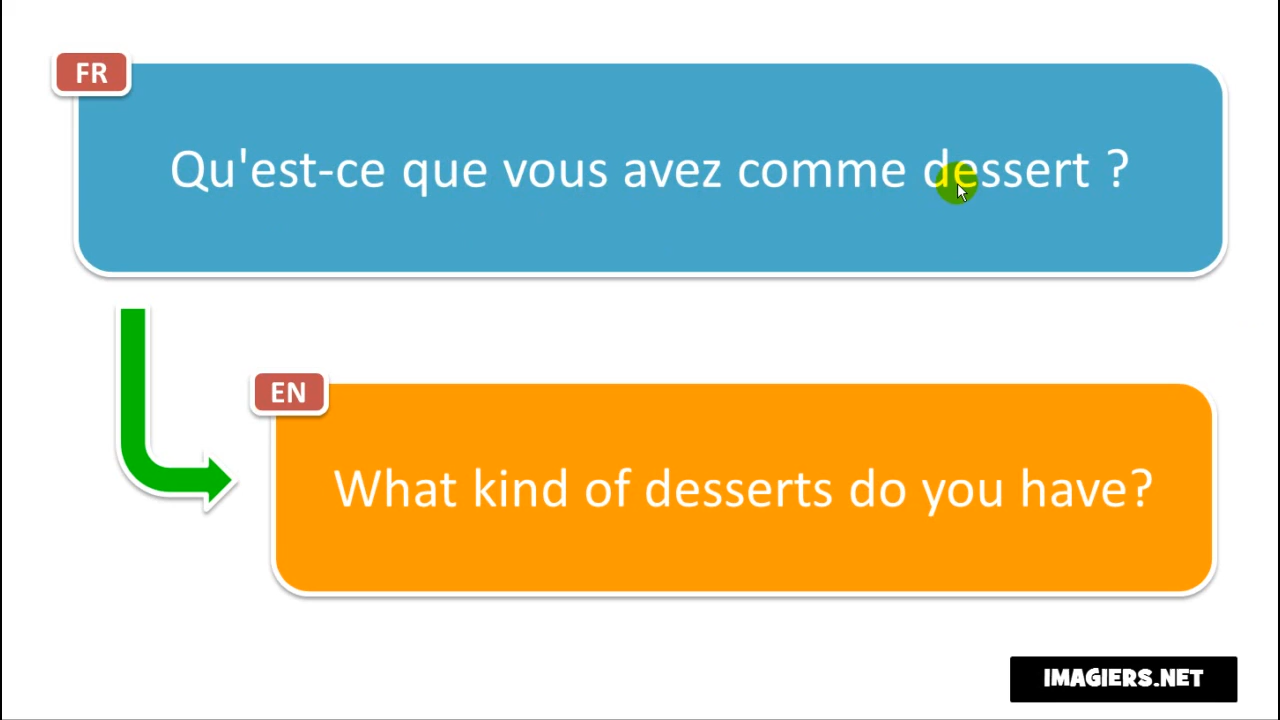 FR
Qu'est-ce que vous avez comme dessert ?
EN
What kind of desserts do you have?
IMAGIERS.NET